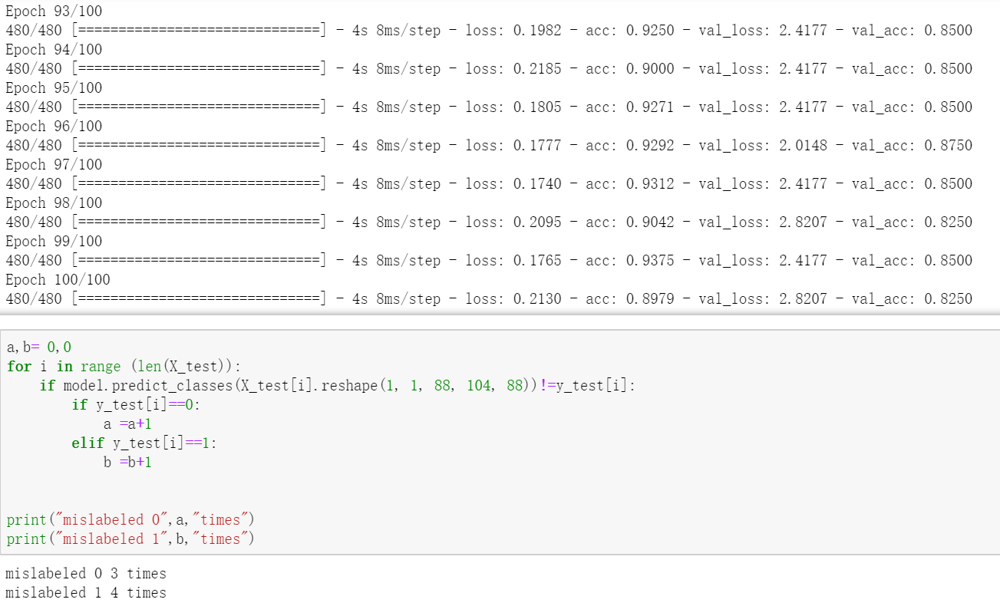 Epoch 93/100
480/480 [==============================] - 4s 8ms/step - loss: 0.1982 - acc: 0.9250 - val_loss: 2.4177 - val_acc: 0.8500
Epoch 94/100
480/480 [==============================] - 4s 8ms/step - loss: 0.2185 - acc: 0.9000 - val_loss: 2.4177 - val_acc: 0.8500
Epoch 95/100
480/480 [==============================] - 4s 8ms/step - loss: 0.1805 - acc: 0.9271 - val_loss: 2.4177 - val_acc: 0.8500
Epoch 96/100
480/480 [==============================] - 4s 8ms/step - loss: 0.1777 - acc: 0.9292 - val_loss: 2.0148 - val_acc: 0.8750
Epoch 97/100
480/480 [==============================] - 4s 8ms/step - loss: 0.1740 - acc: 0.9312 - val_loss: 2.4177 - val_acc: 0.8500
Epoch 98/100
480/480 [==============================] - 4s 8ms/step - loss: 0.2095 - acc: 0.9042 - val_loss: 2.8207 - val_acc: 0.8250
Epoch 99/100
480/480 [==============================] - 4s 8ms/step - loss: 0.1765 - acc: 0.9375 - val_loss: 2.4177 - val_acc: 0.8500
Epoch 100/100
480/480 [==============================] - 4s 8ms/step - loss: 0.2130 - acc: 0.8979 - val_loss: 2.8207 - val_acc: 0.8250
a,b= 0,0
for i in range (len(X_test)):
    if model.predict_classes(X_test[i].reshape(1, 1, 88, 104, 88))!=y_test[i]:
        if y_test[i]==0:
            a =a+1
        elif y_test[i]==1:
            b =b+1
print("mislabeled 0",a,"times")
print("mislabeled 1",b,"times")
mislabeled 0 3 times
mislabeled 1 4 times